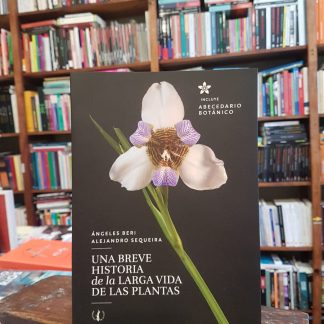 INCLUYE
ABECEDARIO
BOTÁNICO
ÁNGELES BERI
ALEJANDRO SEQUEIRA
UNA BREVE
HISTORIA
de la LARGA VIDA
DE LAS PLANTAS